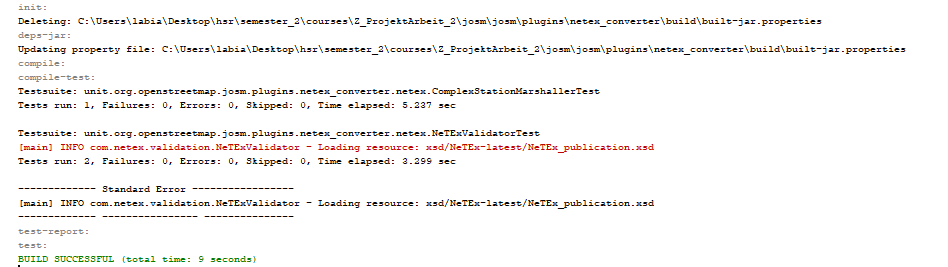 init:
Deleting: C:\Users\labia\Desktop\hsr\semester_2\courses\Z_ProjektArbeit_2\josm\josm\plugins\netex_converter\build\built-jar.properties
deps-jar:
Updating property file: C:\Users\labia\Desktop\hsr\semester_2\courses\Z_ProjektArbeit_2\josm\josm\plugins\netex_converter\build\built-jar.properties
compile:
compile-test:
Testsuite: unit.org.openstreetmap.josm.plugins.netex_converter.netex.ComplexStationMarshallerTest
Tests run: 1, Failures: 0, Errors: 0, Skipped: 0, Time elapsed: 5.237 sec
Testsuite: unit.org.openstreetmap.josm.plugins.netex_converter.netex.NeTExValidatorTest
[main] INFO com.netex.validation.NeTExValidator - Loading resource: xsd/NeTEx-latest/NeTEx_publication.xsd
Tests run: 2, Failures: 0, Errors: 0, Skipped: 0, Time elapsed: 3.299 sec
------------- Standard Error -----------------
[main] INFO com.netex.validation.NeTExValidator - Loading resource: xsd/NeTEx-latest/NeTEx_publication.xsd
------------- ---------------- ---------------
test-report:
test:
BUILD SUCCESSFUL (total time: 9 seconds)